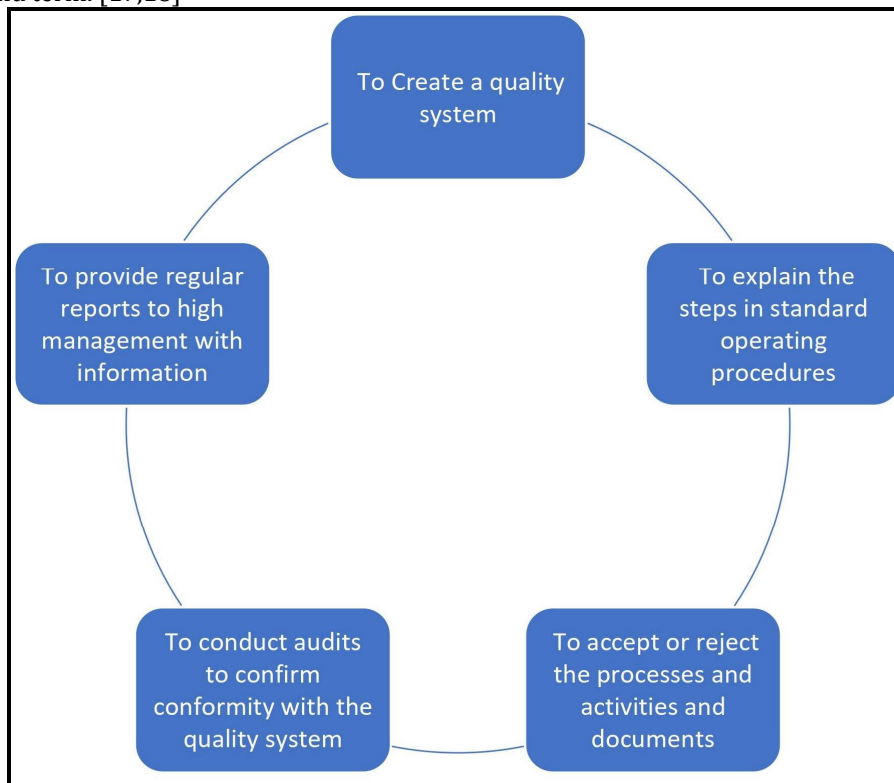 To Create a quality
system
To explain the
steps in standard
operating
procedures
To accept or reject
the processes and
activities and
documents
To conduct audits
to confirm
conformity with the
quality system
To provide regular
reports to high
management with
information